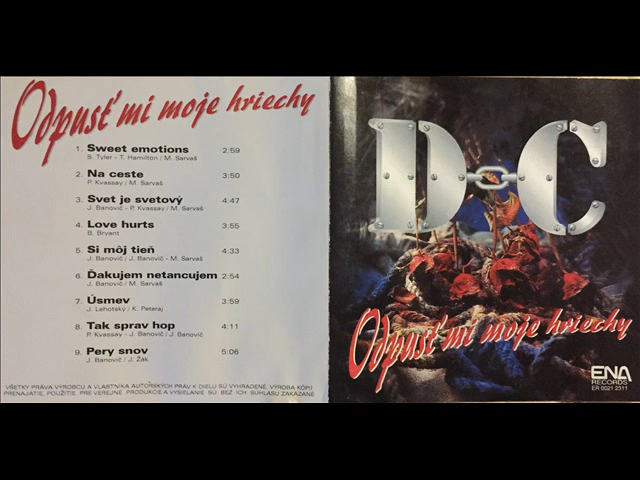 Odpusť mi moje hriechy
1. Sweet emotions 2:59
S. Tyler - T. Hamilton / M. Sarvaš
2. Na ceste 3:50
P. Kvassay / M. Sarvaš
3. Svet je svetový 4:47
J. Banovič - P. Kvassay / M. Sarvaš
4. Love hurts 3:55
B. Bryant
5. Si môj tieň 4:33
J. Banovič / J. Banovič - M. Sarvaš
6. Ďakujem netancujem 2:54
J. Banovič / M. Sarvaš
7. Úsmev 3:59
J. Lehotský / K. Peteraj
8. Tak sprav hop 4:11
P. Kvassay - J. Banovič / J. Banovič
9. Pery snov 5:06
J. Banovič / J. Žák
VŠETKY PRÁVA VÝROBCU A VLASTNÍKA AUTORSKÝCH PRÁV K DIELU SÚ VYHRADENÉ. VÝROBA KÓPIÍ
PRENAJATIE, POUŽITIE PRE VEREJNÉ PRODUKCIE A VYSIELANIE SÚ BEZ ICH SÚHLASU ZAKÁZANÉ
D-C
Odpusť mi moje hriechy
ENA
RECORDS
ER 0021 2311